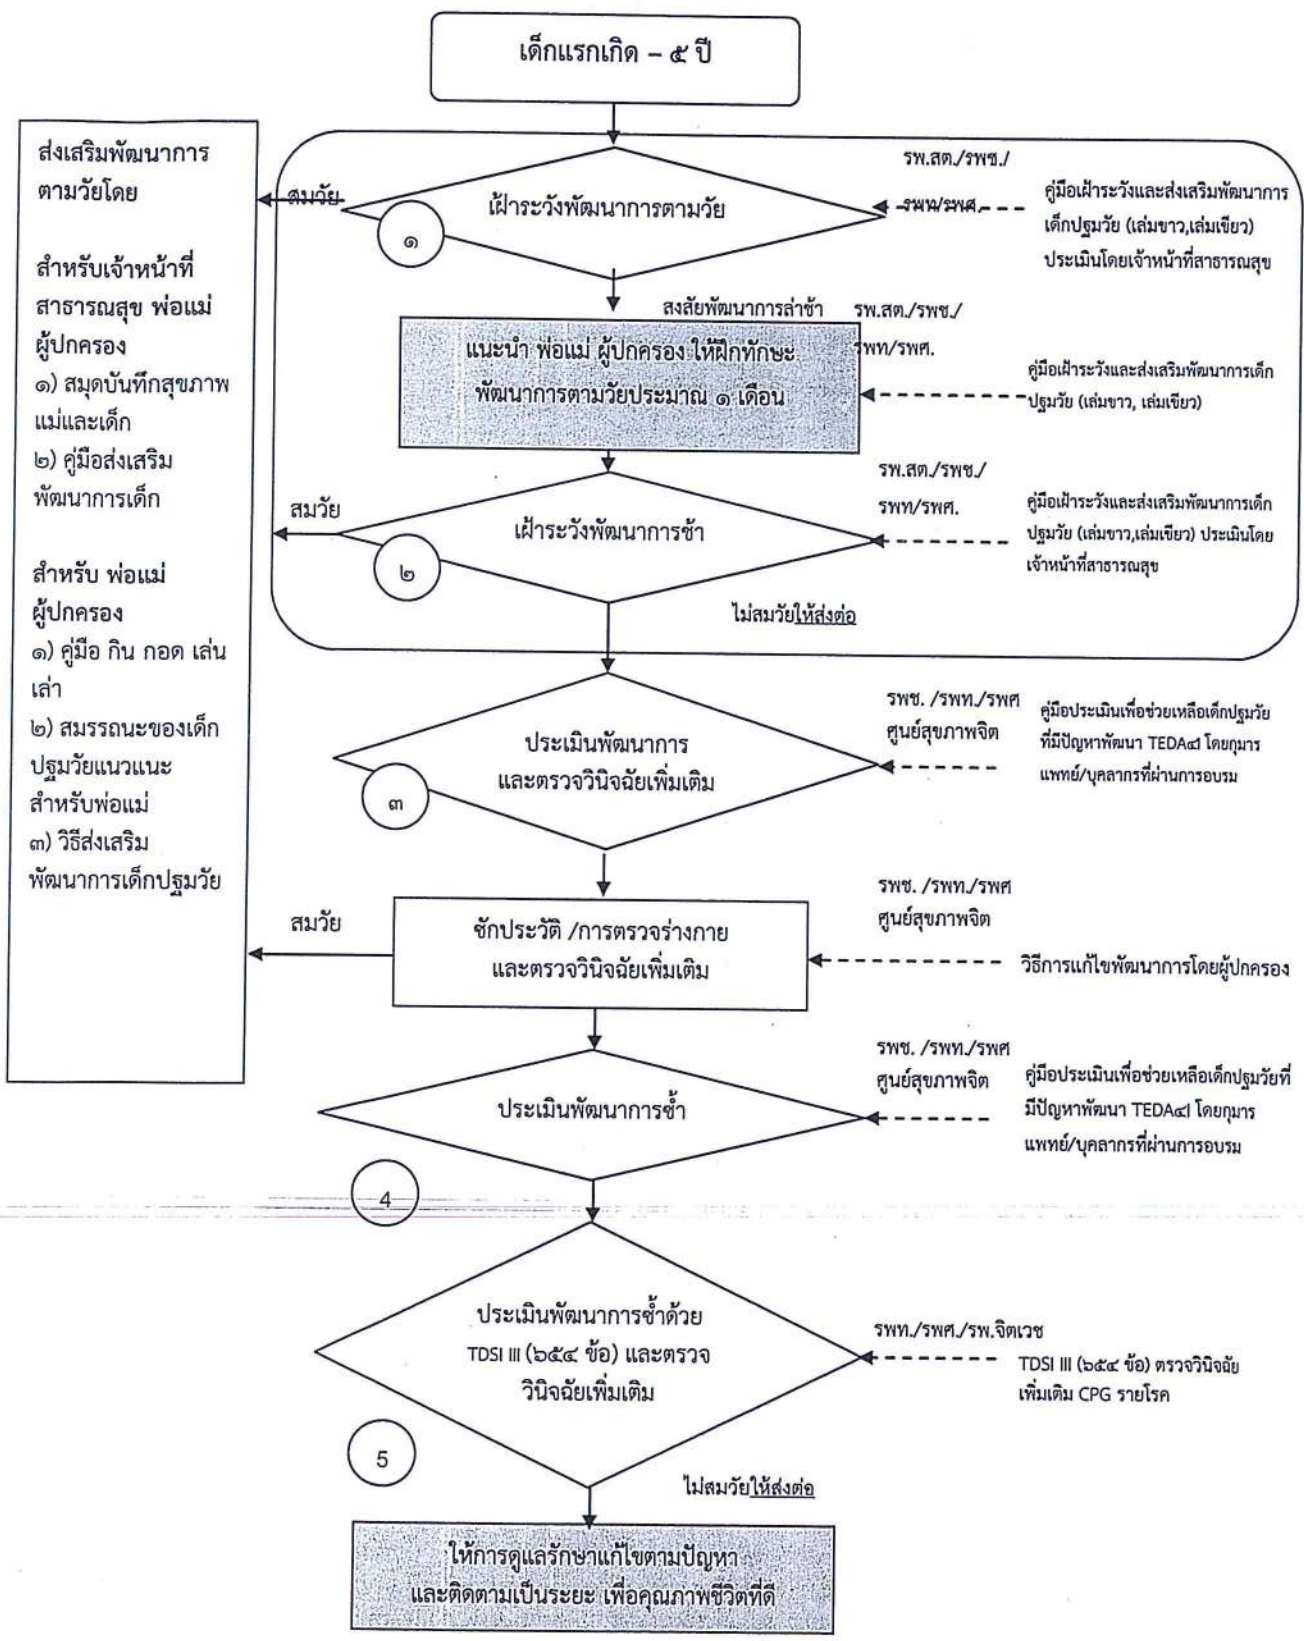 เด็กแรกเกิด – ๕ ปี
ส่งเสริมพัฒนาการ
ตามวัยโดย
สำหรับเจ้าหน้าที่
สาธารณสุข พ่อแม่
ผู้ปกครอง
๑) สมุดบันทึกสุขภาพ
แม่และเด็ก
๒) คู่มือส่งเสริม
พัฒนาการเด็ก
สำหรับ พ่อแม่
ผู้ปกครอง
๑) คู่มือ กิน กอด เล่น
เล่า
๒) สมรรถนะของเด็ก
ปฐมวัยแนวแนะ
สำหรับพ่อแม่
๓) วิธีส่งเสริม
พัฒนาการเด็กปฐมวัย
สมวัย
เฝ้าระวังพัฒนาการตามวัย
๑
รพ.สต./รพช./
รพท/รพศ.
คู่มือเฝ้าระวังและส่งเสริมพัฒนาการ
เด็กปฐมวัย (เล่มขาว,เล่มเขียว)
ประเมินโดยเจ้าหน้าที่สาธารณสุข
สงสัยพัฒนาการล่าช้า
รพ.สต./รพช./
รพท/รพศ.
แนะนำ พ่อแม่ ผู้ปกครอง ให้ฝึกทักษะ
พัฒนาการตามวัยประมาณ ๑ เดือน
คู่มือเฝ้าระวังและส่งเสริมพัฒนาการเด็ก
ปฐมวัย (เล่มขาว, เล่มเขียว)
สมวัย
เฝ้าระวังพัฒนาการซ้ำ
๒
รพ.สต./รพช./
รพท/รพศ.
คู่มือเฝ้าระวังและส่งเสริมพัฒนาการเด็ก
ปฐมวัย (เล่มขาว,เล่มเขียว) ประเมินโดย
เจ้าหน้าที่สาธารณสุข
ไม่สมวัยให้ส่งต่อ
ประเมินพัฒนาการ
และตรวจวินิจฉัยเพิ่มเติม
๓
รพช. /รพท./รพศ
ศูนย์สุขภาพจิต
คู่มือประเมินเพื่อช่วยเหลือเด็กปฐมวัย
ที่มีปัญหาพัฒนา TEDA๔I โดยกุมาร
แพทย์/บุคลากรที่ผ่านการอบรม
สมวัย
ซักประวัติ /การตรวจร่างกาย
และตรวจวินิจฉัยเพิ่มเติม
รพช. /รพท./รพศ
ศูนย์สุขภาพจิต
วิธีการแก้ไขพัฒนาการโดยผู้ปกครอง
ประเมินพัฒนาการซ้ำ
4
รพช. /รพท./รพศ
ศูนย์สุขภาพจิต
คู่มือประเมินเพื่อช่วยเหลือเด็กปฐมวัยที่
มีปัญหาพัฒนา TEDA๔I โดยกุมาร
แพทย์/บุคลากรที่ผ่านการอบรม
ประเมินพัฒนาการซ้ำด้วย
TDSI III (๖๕๔ ข้อ) และตรวจ
วินิจฉัยเพิ่มเติม
5
รพท./รพศ./รพ.จิตเวช
TDSI III (๖๕๔ ข้อ) ตรวจวินิจฉัย
เพิ่มเติม CPG รายโรค
ไม่สมวัยให้ส่งต่อ
ให้การดูแลรักษาแก้ไขตามปัญหา
และติดตามเป็นระยะ เพื่อคุณภาพชีวิตที่ดี